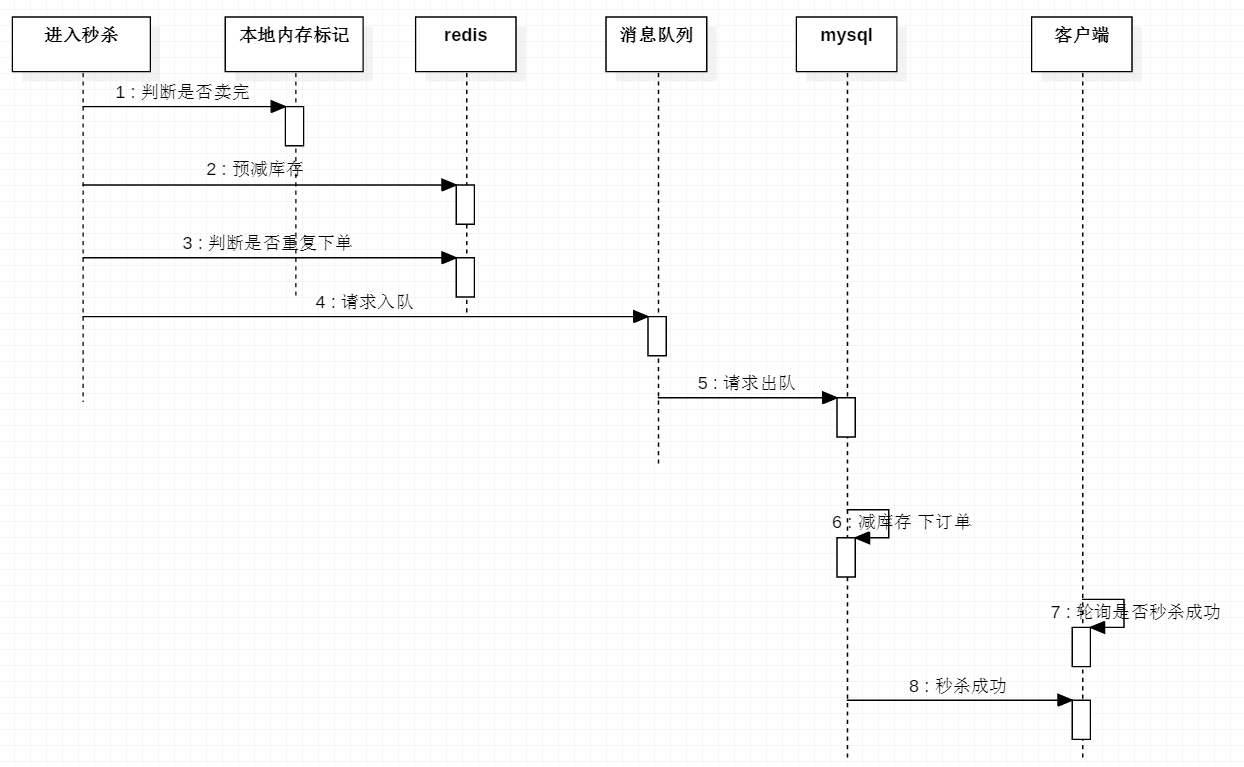 进入秒杀
本地内存标记
redis
消息队列
mysql
客户端
1 : 判断是否卖完
2 : 预减库存
3 : 判断是否重复下单
4 : 请求入队
5 : 请求出队
6 : 减库存 下订单
7 : 轮询是否秒杀成功
8 : 秒杀成功